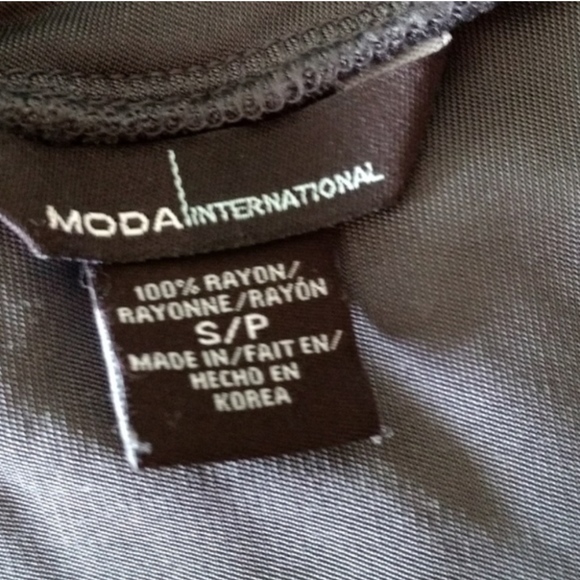 MODA INTERNATIONAL
100% RAYON/
RAYONNE/RAYÓN
S/P
MADE IN/FAIT EN/
HECHO EN
KOREA